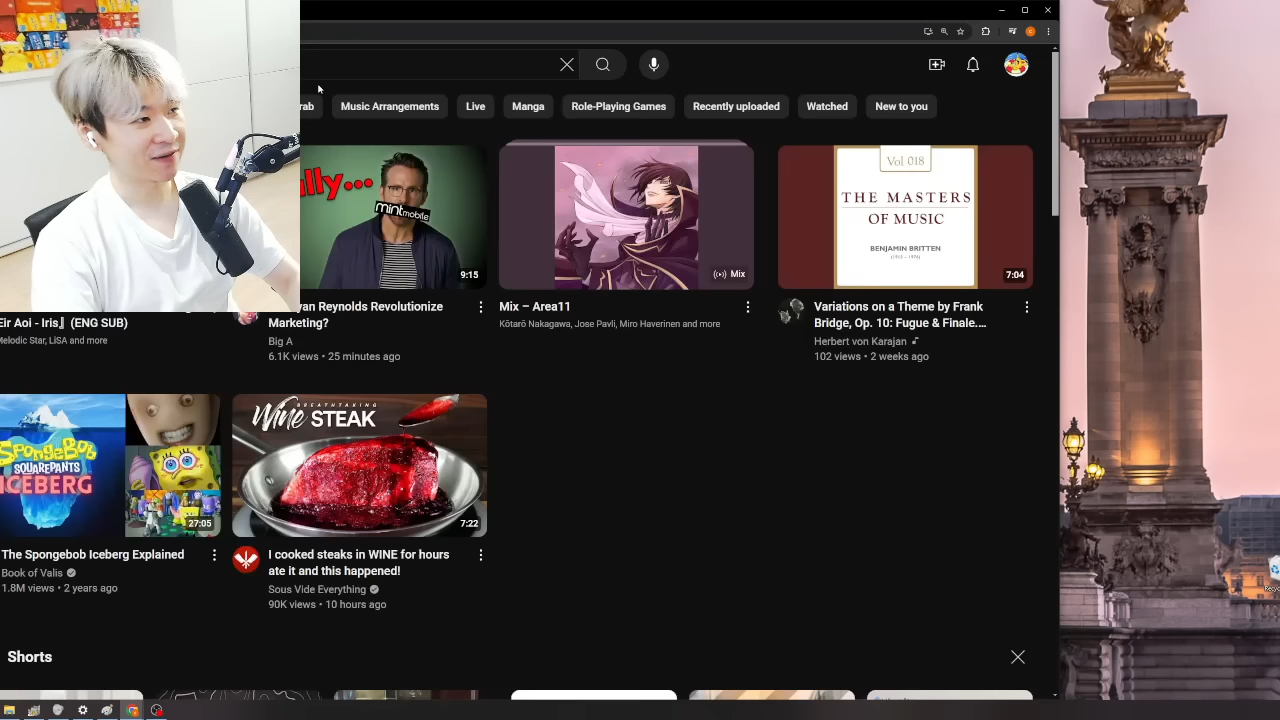 rab
Music Arrangements
Live
Manga
Role-Playing Games
Recently uploaded
Watched
New to you
ally...
mint mobile
9:15
Mix
Vol 018
THE MASTERS
OF MUSIC
BENJAMIN BRITTEN
7:04
Eir Aoi - Iris』(ENG SUB)
Melodic Star, LiSA and more
yan Reynolds Revolutionize
Marketing?
Big A
6.1K views • 25 minutes ago
Mix – Area11
Kōtarō Nakagawa, Jose Pavli, Miro Haverinen and more
Variations on a Theme by Frank
Bridge, Op. 10: Fugue & Finale....
Herbert von Karajan
102 views • 2 weeks ago
SPONGEBOB
SQUAREPANTS
ICEBERG
27:05
BREATHTAKING
Wine STEAK
7:22
The Spongebob Iceberg Explained
Book of Valis
1.8M views • 2 years ago
I cooked steaks in WINE for hours
ate it and this happened!
Sous Vide Everything
90K views • 10 hours ago
Shorts
Recyc